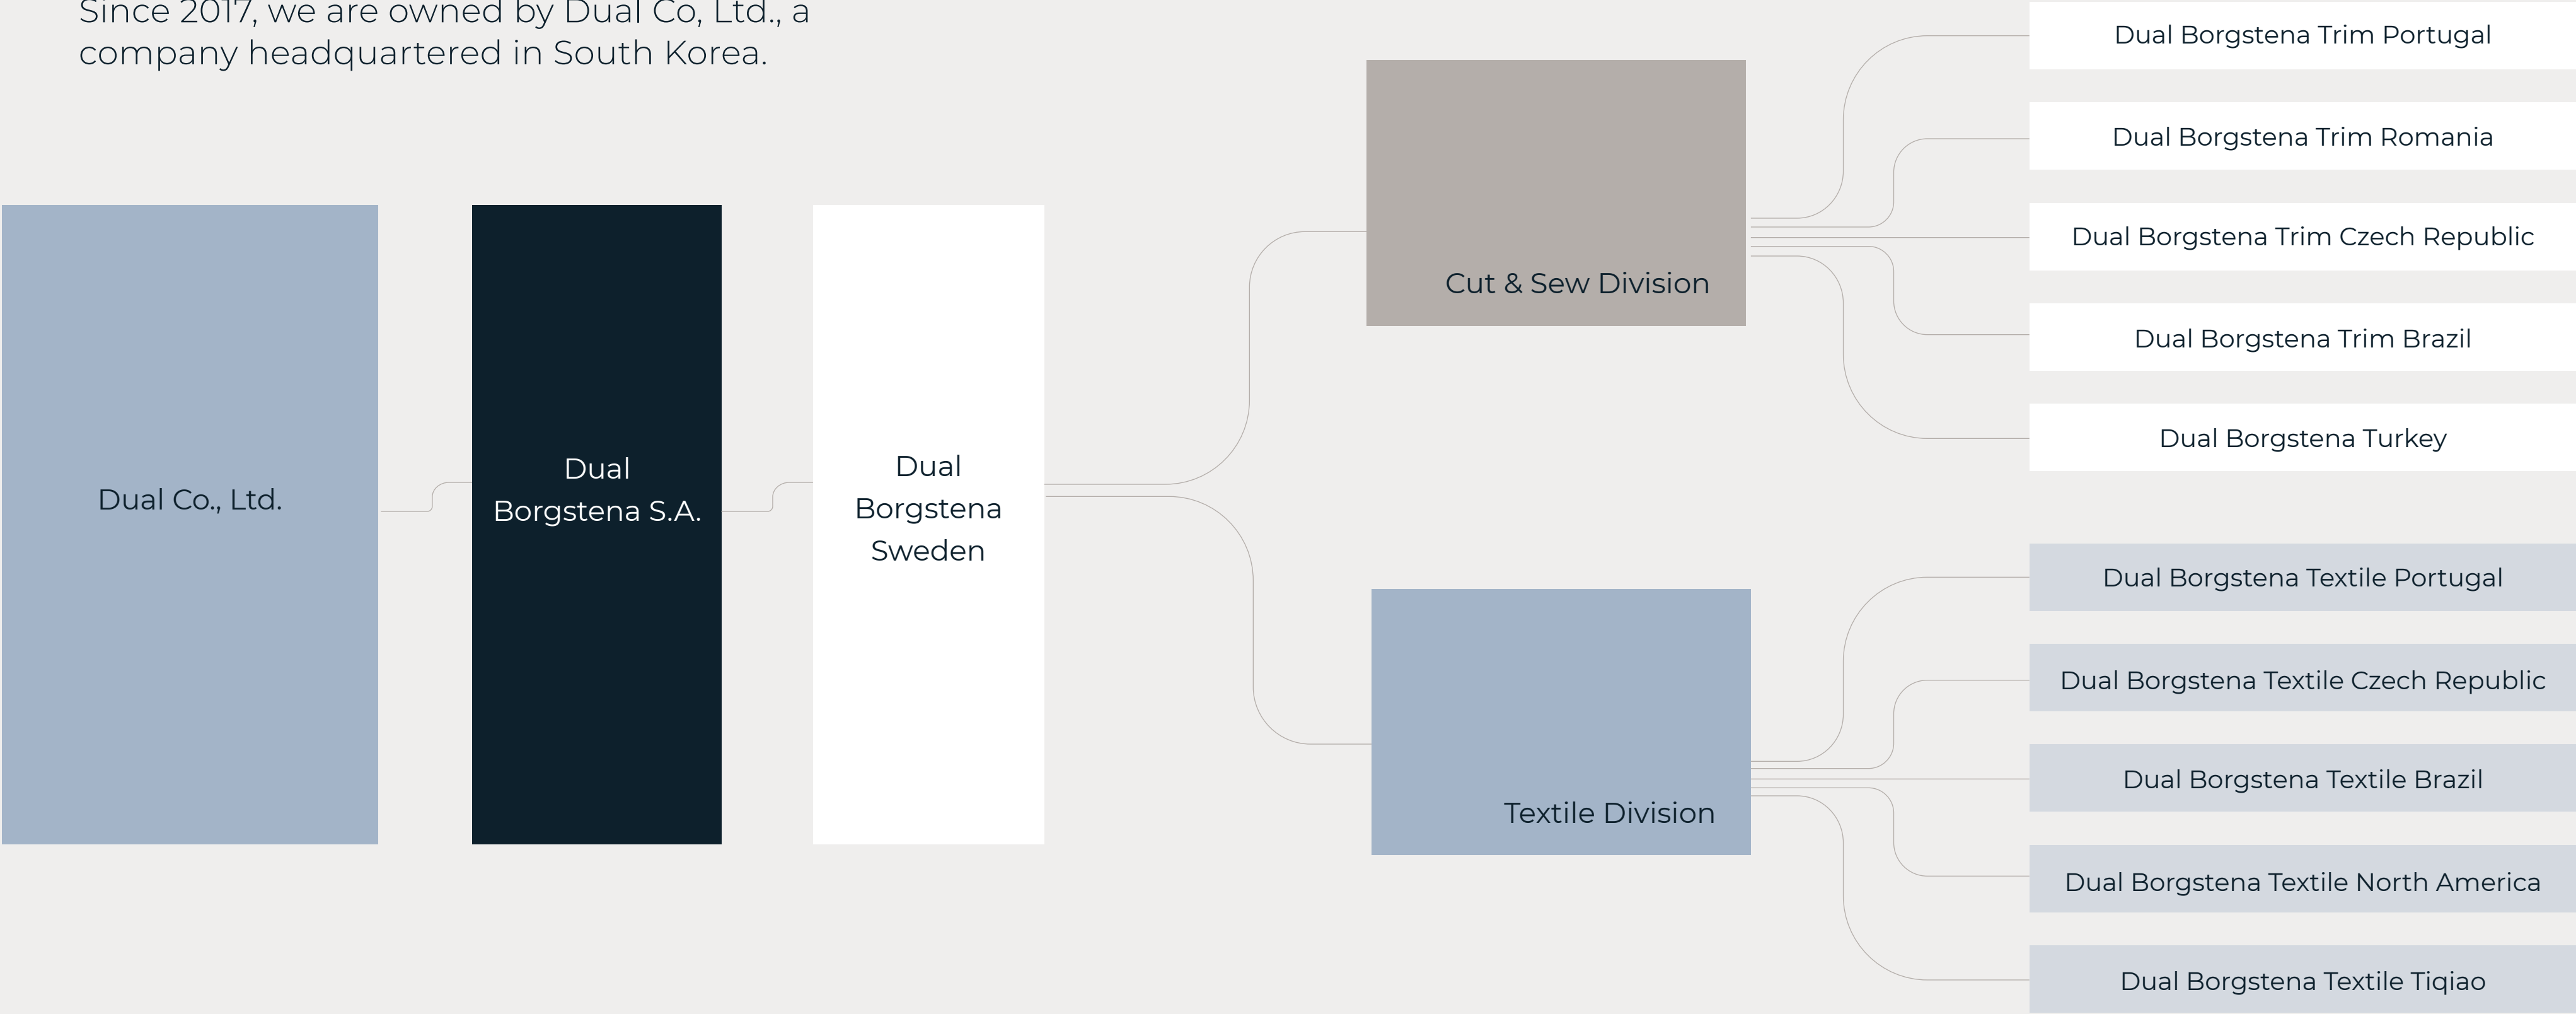 Since 2017, we are owned by Dual Co, Ltd., a
company headquartered in South Korea.
Dual Co., Ltd.
Dual
Borgstena S.A.
Dual
Borgstena
Sweden
Cut & Sew Division
Dual Borgstena Trim Portugal
Dual Borgstena Trim Romania
Dual Borgstena Trim Czech Republic
Dual Borgstena Trim Brazil
Dual Borgstena Turkey
Textile Division
Dual Borgstena Textile Portugal
Dual Borgstena Textile Czech Republic
Dual Borgstena Textile Brazil
Dual Borgstena Textile North America
Dual Borgstena Textile Tiqiao